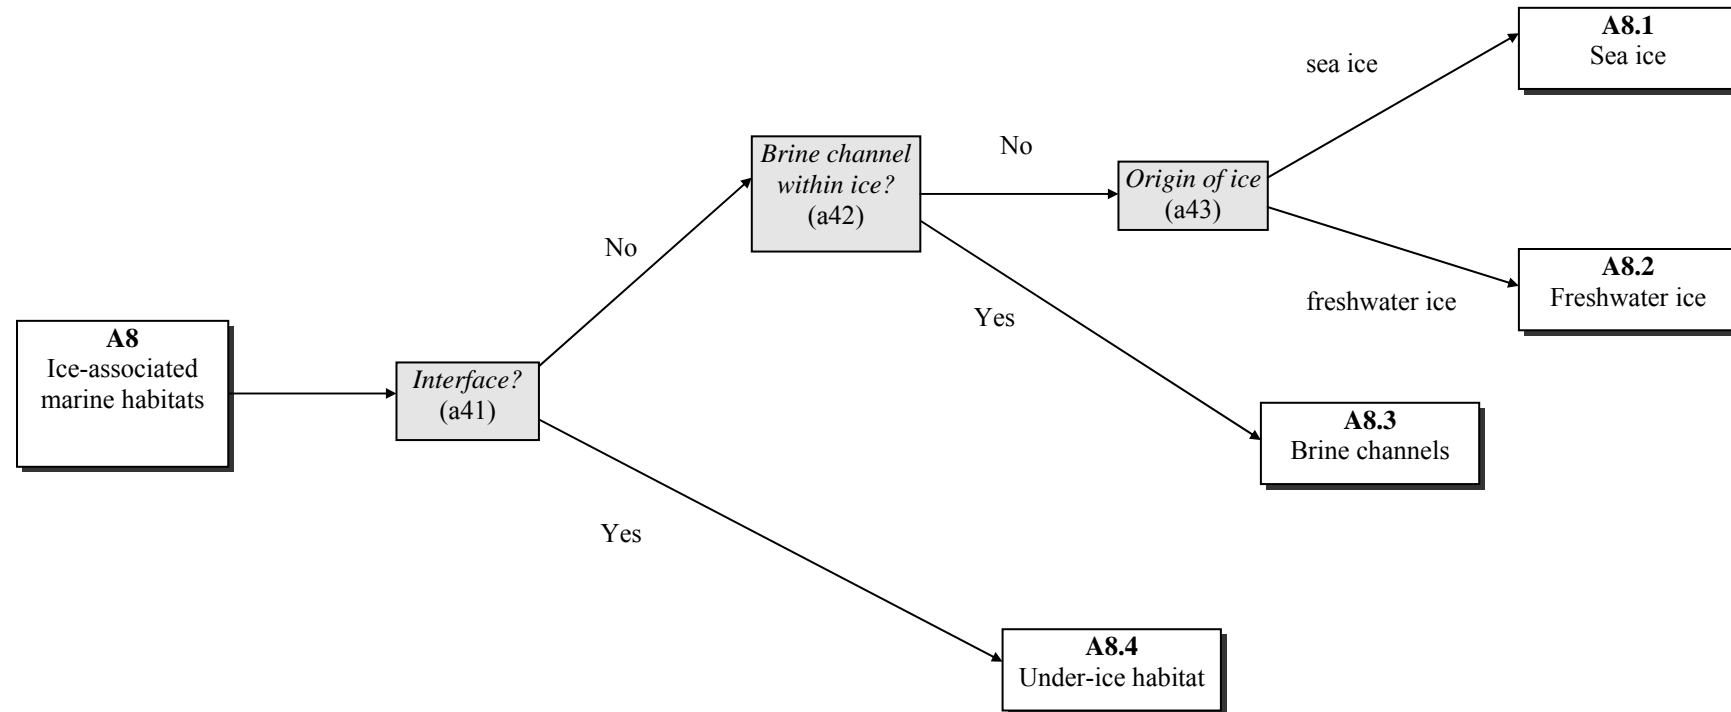 A8
Ice-associated
marine habitats
Interface?
(a41)
No
Yes
Brine channel
within ice?
(a42)
No
Yes
Origin of ice
(a43)
sea ice
freshwater ice
A8.1
Sea ice
A8.2
Freshwater ice
A8.3
Brine channels
A8.4
Under-ice habitat